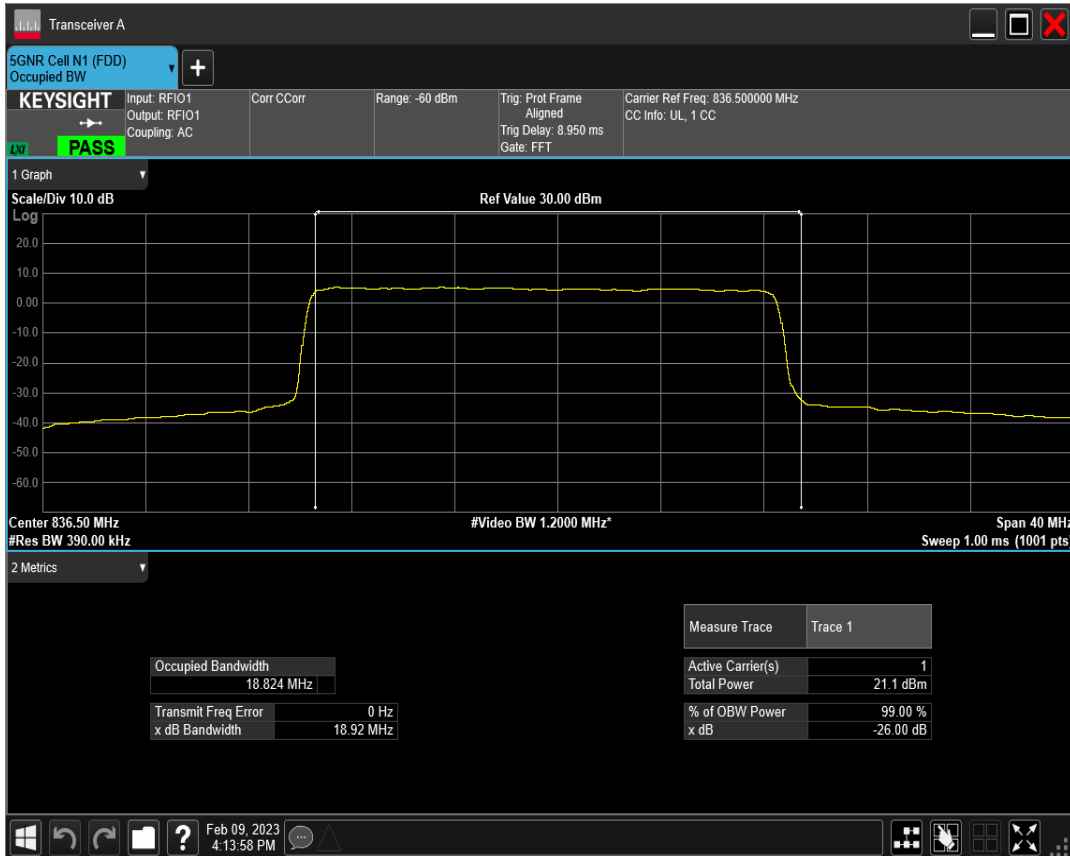 Transceiver A
5GNR Cell N1 (FDD)
Occupied BW
KEYSIGHT
LXI
PASS
Input: RFIO1
Output: RFIO1
Coupling: AC
Corr CCorr
Range: -60 dBm
Trig: Prot Frame
Aligned
Trig Delay: 8.950 ms
Gate: FFT
Carrier Ref Freq: 836.500000 MHz
CC Info: UL, 1 CC
1 Graph
Scale/Div 10.0 dB
Ref Value 30.00 dBm
Log
20.0
10.0
0.00
-10.0
-20.0
-30.0
-40.0
-50.0
-60.0
Center 836.50 MHz
#Video BW 1.2000 MHz*
Span 40 MHz
#Res BW 390.00 kHz
Sweep 1.00 ms (1001 pts)
2 Metrics
Measure Trace Trace 1
Occupied Bandwidth
18.824 MHz
Active Carrier(s) 1
Total Power 21.1 dBm
Transmit Freq Error 0 Hz
x dB Bandwidth 18.92 MHz
% of OBW Power 99.00 %
x dB -26.00 dB
Feb 09, 2023
4:13:58 PM